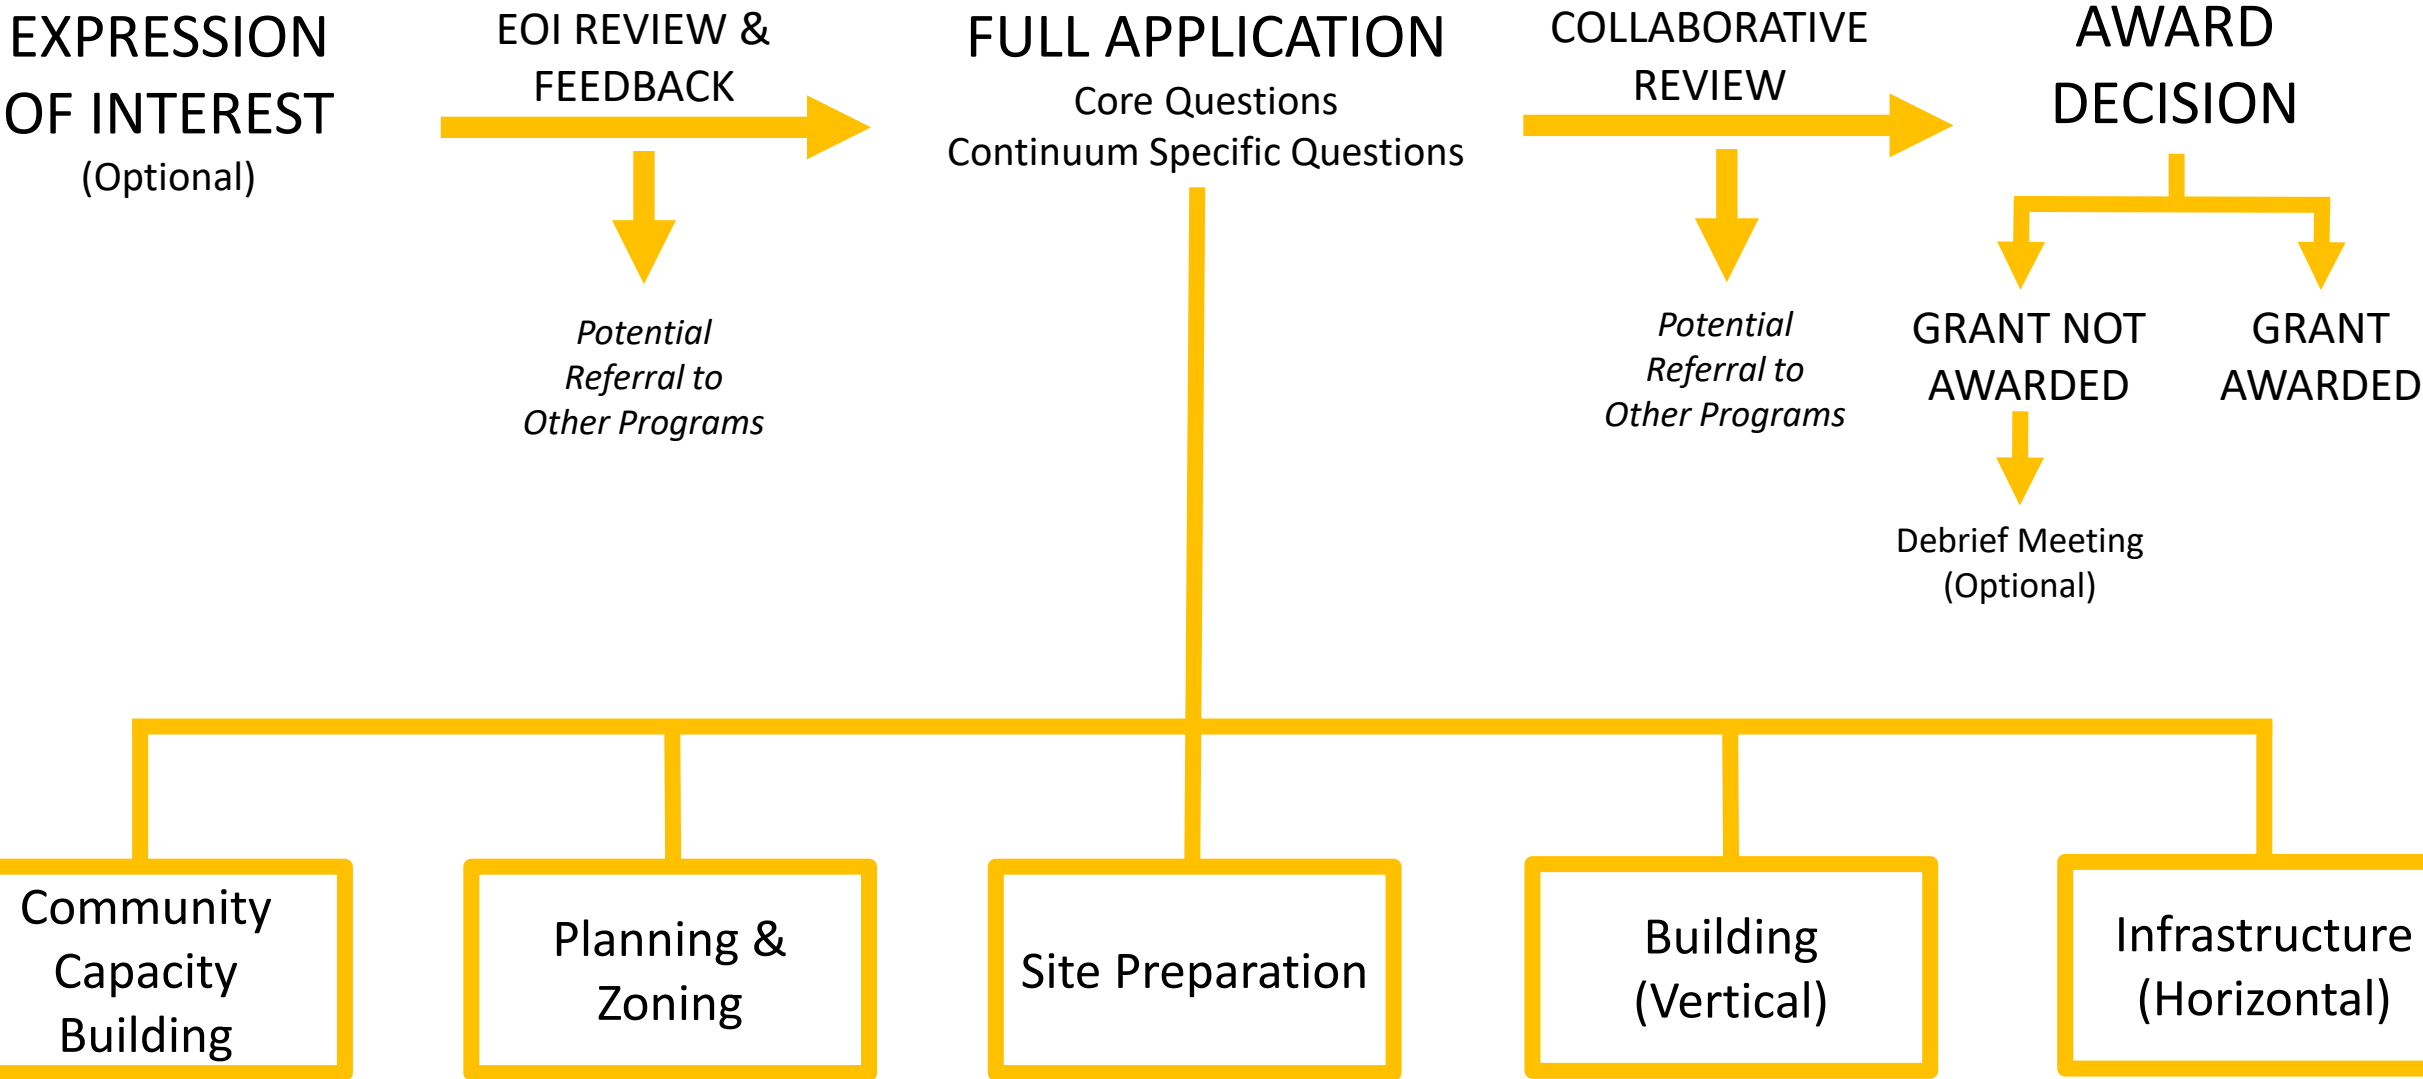 EXPRESSION
OF INTEREST
(Optional)
EOI REVIEW &
FEEDBACK
Potential
Referral to
Other Programs
FULL APPLICATION
Core Questions
Continuum Specific Questions
COLLABORATIVE
REVIEW
Potential
Referral to
Other Programs
AWARD
DECISION
GRANT NOT
AWARDED
GRANT
AWARDED
Debrief Meeting
(Optional)
Community
Capacity
Building
Planning &
Zoning
Site Preparation
Building
(Vertical)
Infrastructure
(Horizontal)